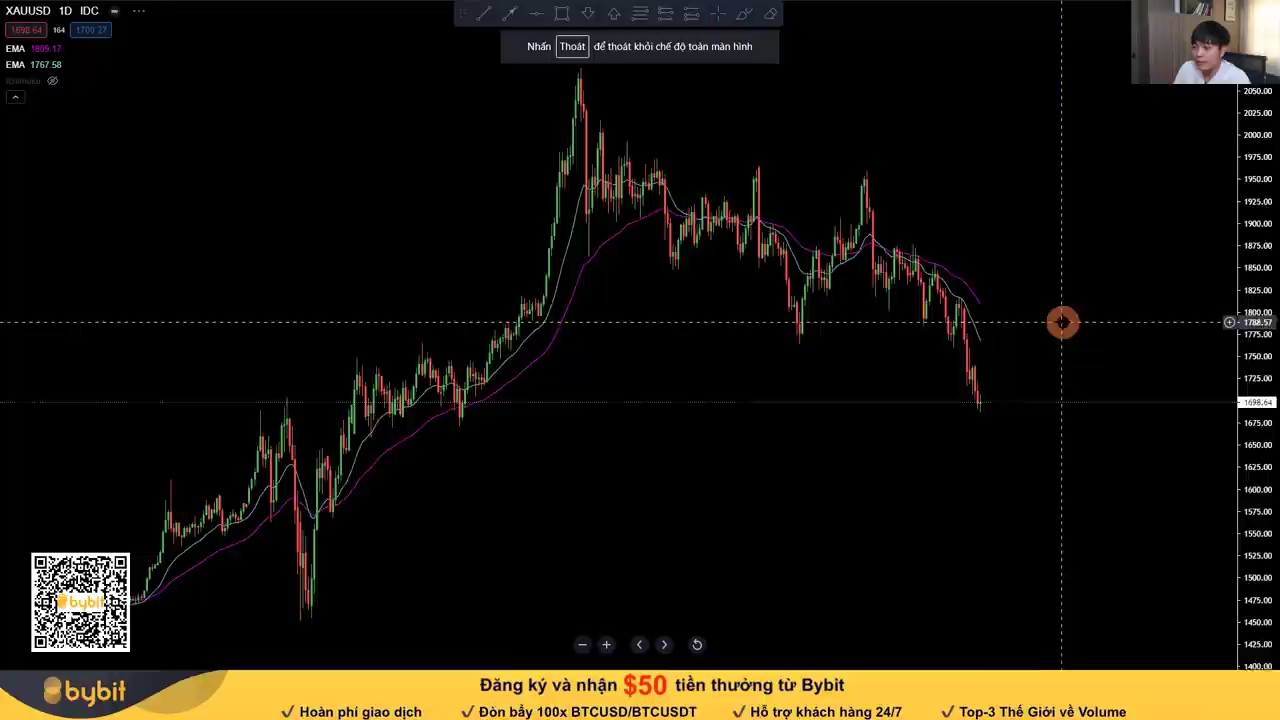 XAUUSD 1D IDC
1698.64 164 1700.27
EMA 1809.17
EMA 1767.58
Ichimoku
Nhấn Thoát để thoát khỏi chế độ toàn màn hình
2050.00
2025.00
2000.00
1975.00
1950.00
1925.00
1900.00
1875.00
1850.00
1825.00
1800.00
1788.57
1775.00
1750.00
1725.00
1698.64
1675.00
1650.00
1625.00
1600.00
1575.00
1550.00
1525.00
1500.00
1475.00
1450.00
1425.00
1400.00
bybit
bybit
Đăng ký và nhận $50 tiền thưởng từ Bybit
Hoàn phí giao dịch
Đòn bẩy 100x BTCUSD/BTCUSDT
Hỗ trợ khách hàng 24/7
Top-3 Thế Giới về Volume